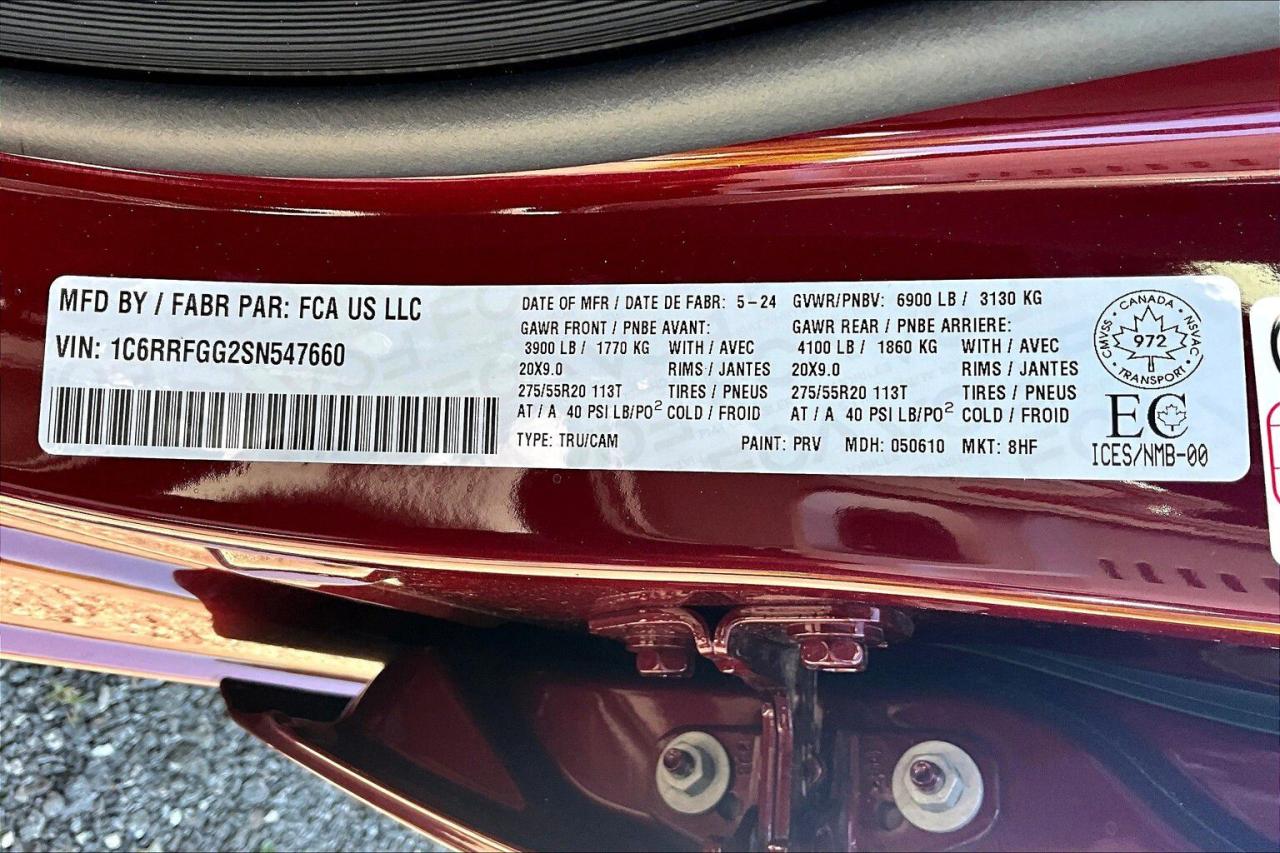 MFD BY / FABR PAR: FCA US LLC
VIN: 1C6RRFGG2SN547660
DATE OF MFR / DATE DE FABR: 5-24 GVWR/PNBV: 6900 LB / 3130 KG
GAWR FRONT / PNBE AVANT: GAWR REAR / PNBE ARRIERE:
3900 LB / 1770 KG WITH / AVEC 4100 LB / 1860 KG WITH / AVEC
20X9.0 RIMS / JANTES 20X9.0 RIMS / JANTES
275/55R20 113T TIRES / PNEUS 275/55R20 113T TIRES / PNEUS
AT / A 40 PSI LB/PO² COLD / FROID AT / A 40 PSI LB/PO² COLD / FROID
TYPE: TRU/CAM PAINT: PRV MDH: 050610 MKT: 8HF
CANADA
CMVSS 972 NSVAC
TRANSPORT
EC
ICES/NMB-00